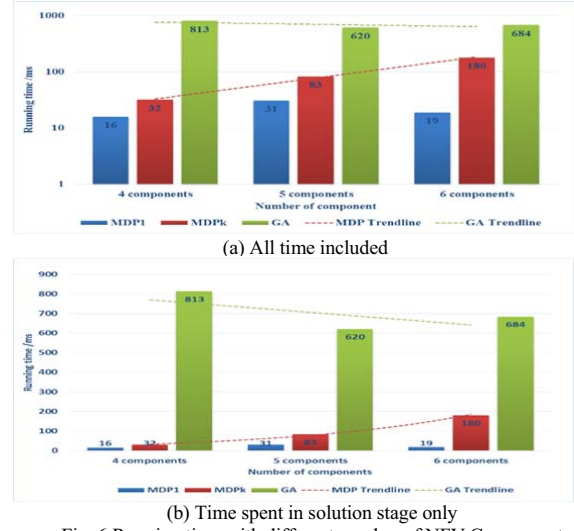 1000
813
620
684
100
180
83
32
Running time /ms
10
16
31
19
1
4 components 5 components 6 components
Number of component
MDP1 MDPk GA MDP Trendline GA Trendline
(a) All time included
900
800
813
700
684
620
600
500
Running time /ms
400
300
200
180
100
16 32 31 83 19
0
4 components 5 components 6 components
Number of components
MDP1 MDPk GA MDP Trendline GA Trendline
(b) Time spent in solution stage only